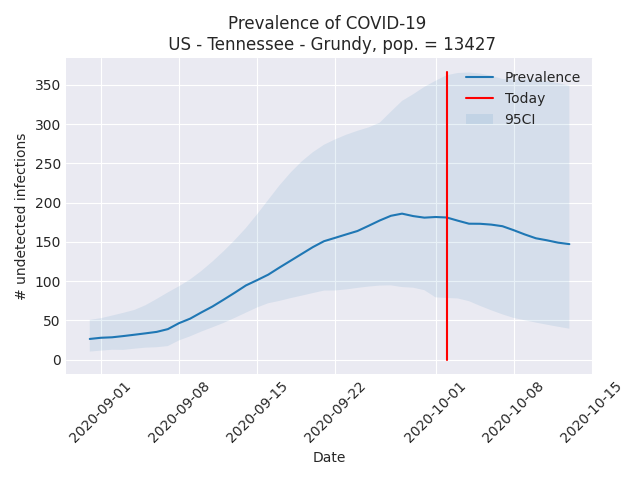 Prevalence of COVID-19
US - Tennessee - Grundy, pop. = 13427
# undetected infections
350
300
250
200
150
100
50
0
Prevalence
Today
95CI
2020-09-01
2020-09-08
2020-09-15
2020-09-22
2020-10-01
2020-10-08
2020-10-15
Date